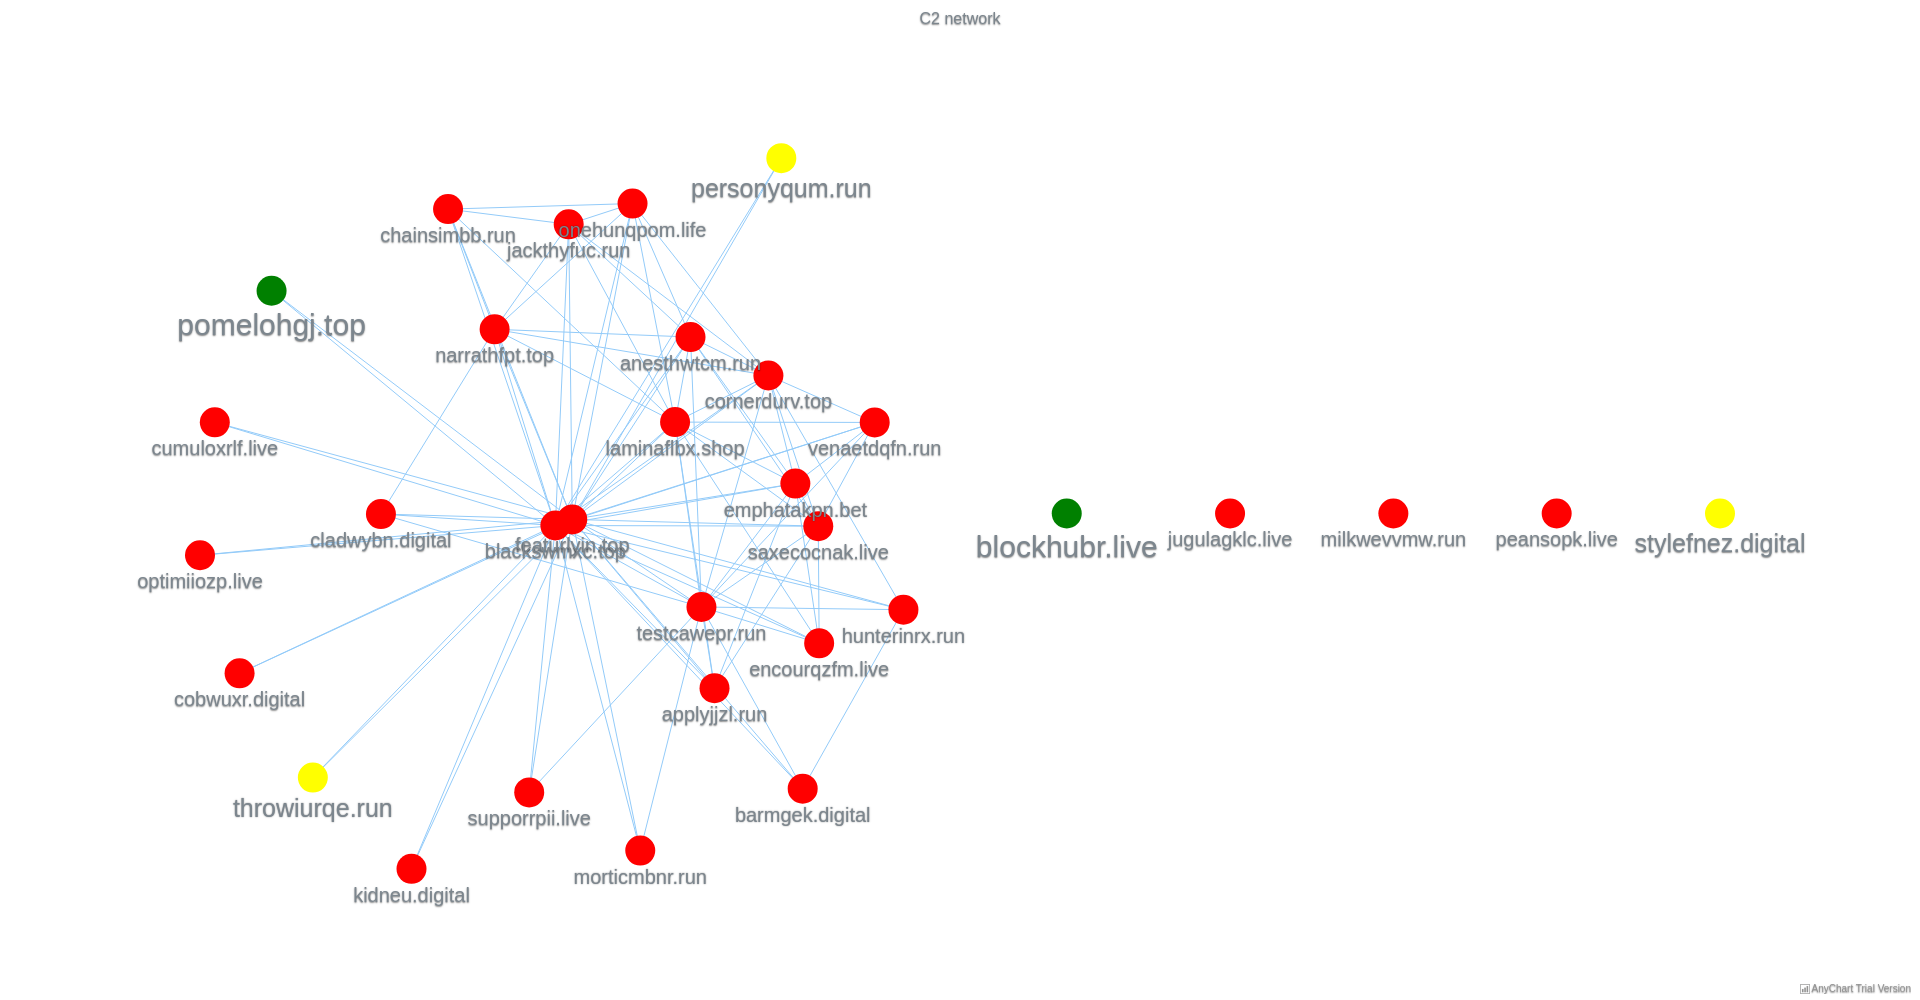 C2 network
personyqum.run
chainsimbb.run
onehunqpom.life
jackthyfuc.run
pomelohgj.top
narrathfpt.top
anesthwtcm.run
cornerdurv.top
cumuloxrlf.live
laminaflbx.shop
venaetdqfn.run
emphatakpn.bet
cladwybn.digital
featurlyin.top
blackswmxc.top
saxecocnak.live
blockhubr.live
jugulagklc.live
milkwevvmw.run
peansopk.live
stylefnez.digital
optimiiozp.live
testcawepr.run
hunterinrx.run
encourqzfm.live
cobwuxr.digital
applyjjzl.run
throwiurqe.run
supporrpii.live
barmgek.digital
morticmbnr.run
kidneu.digital
AnyChart Trial Version